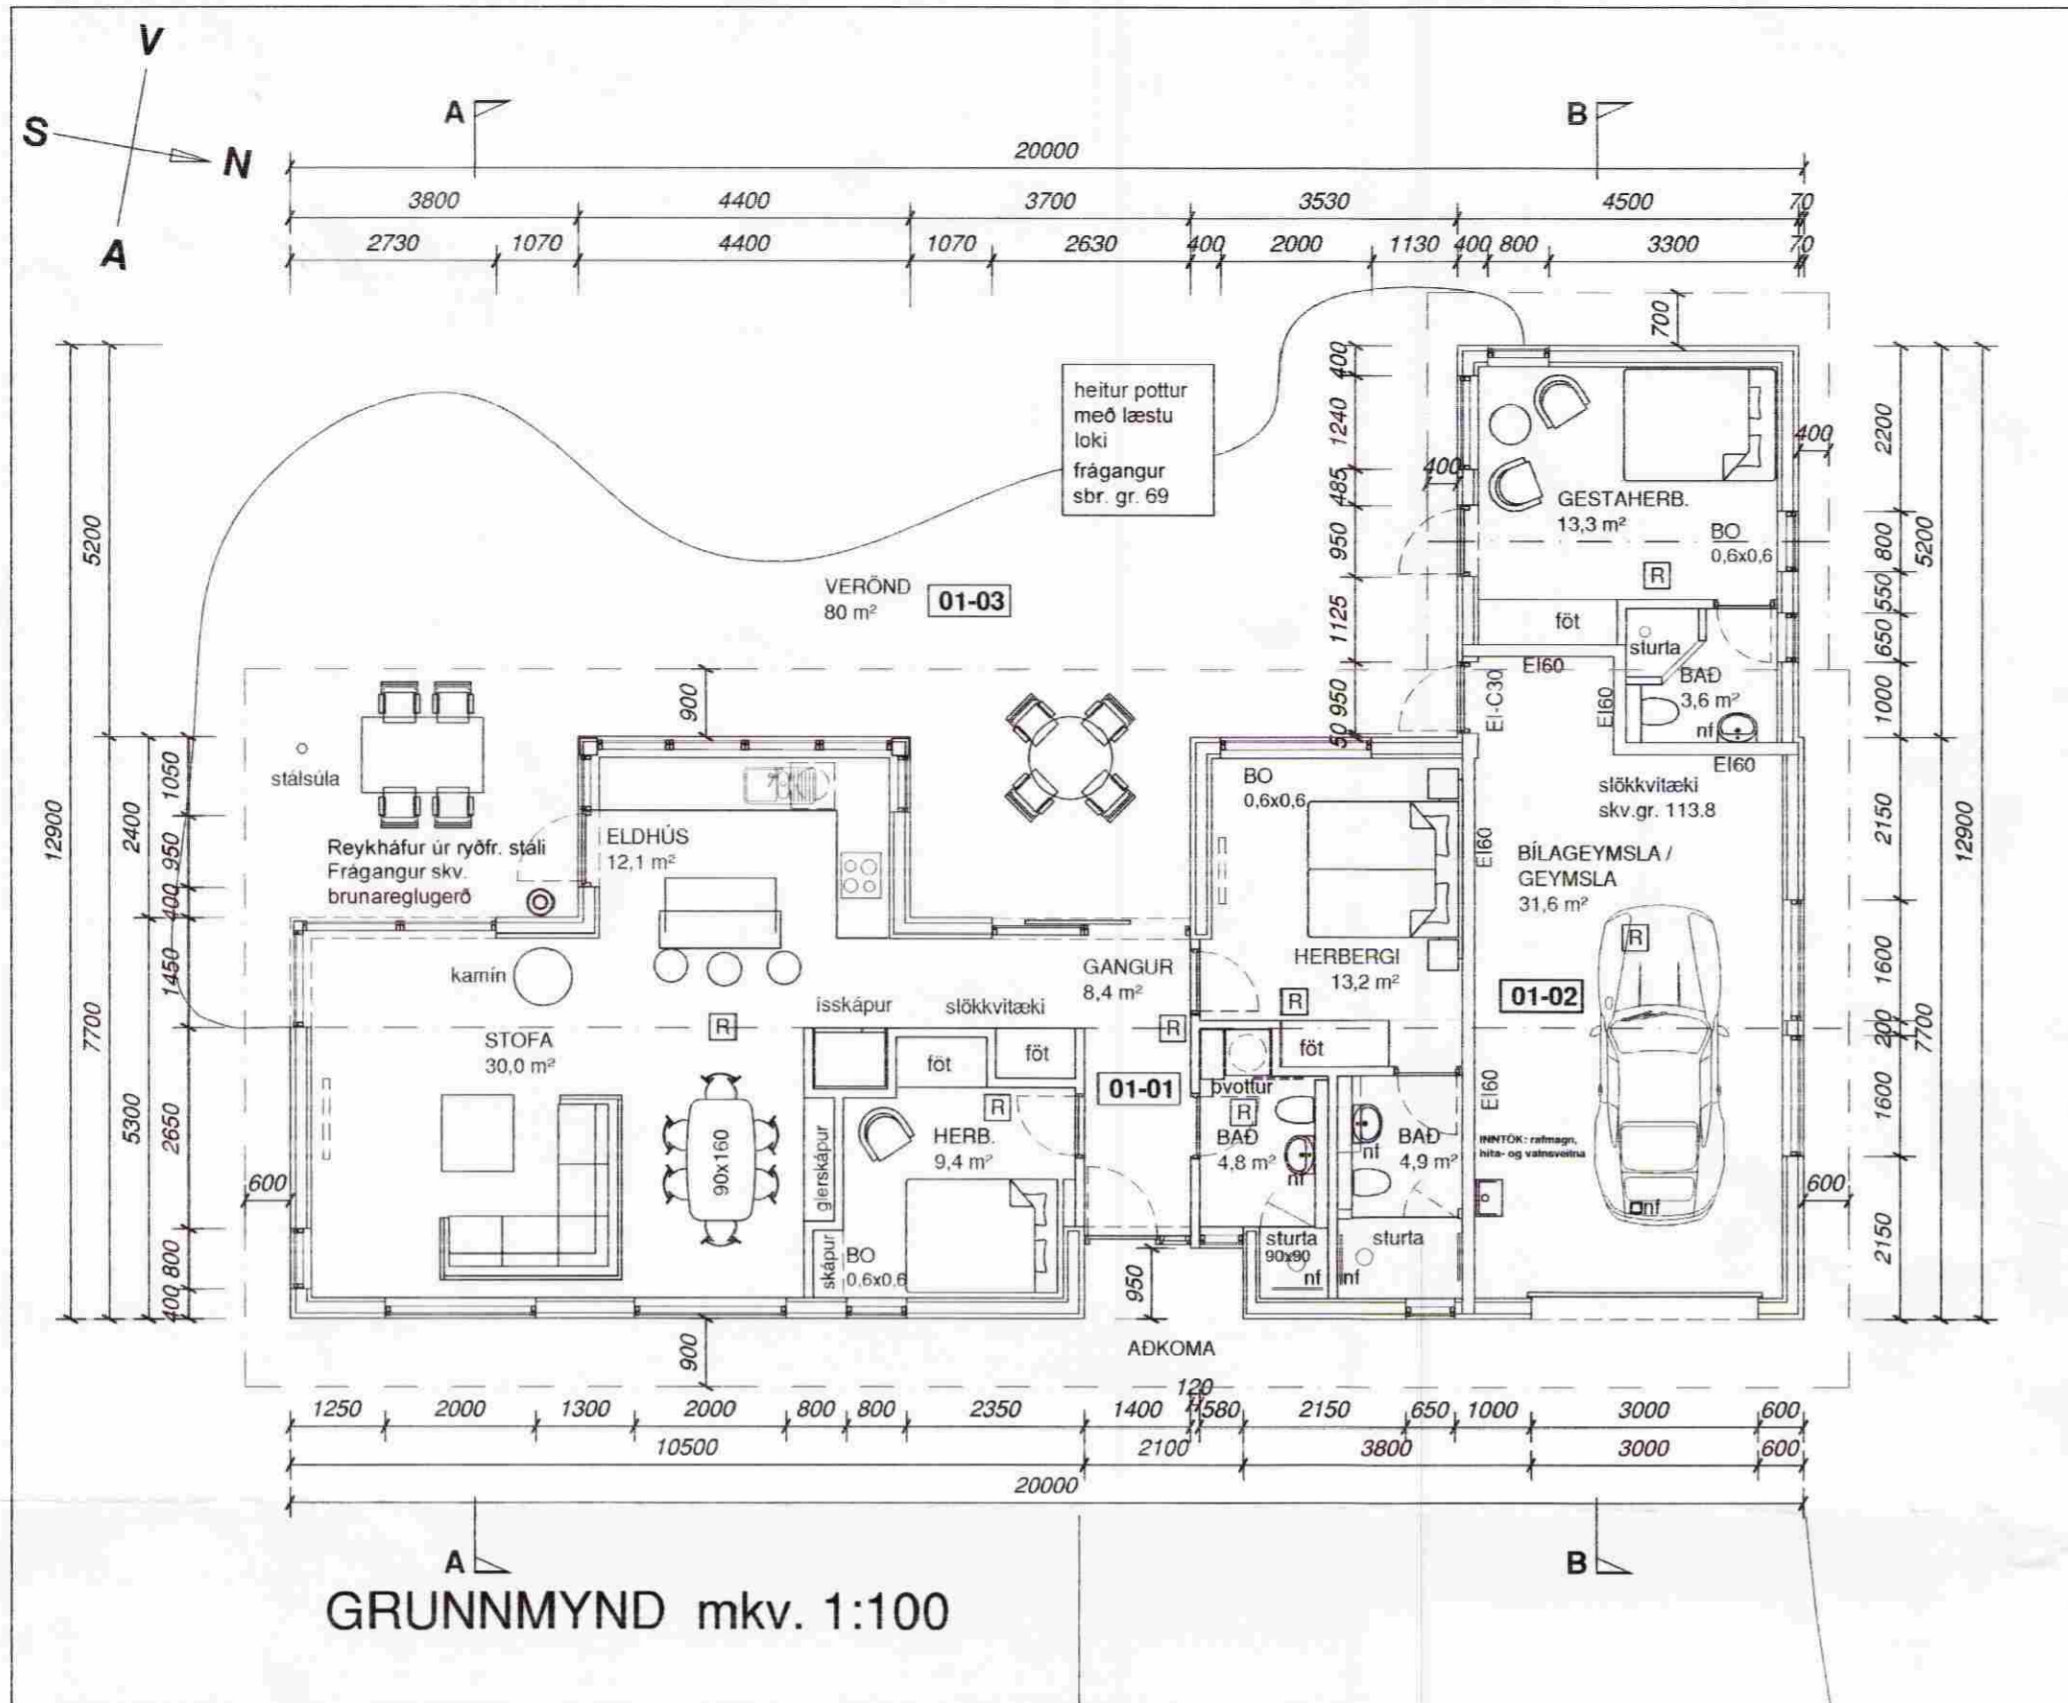 V
S
N
A
A
B
20000
3800 4400 3700 3530 4500 70
2730 1070 4400 1070 2630 400 2000 1130 400 800 3300 70
700
heitur pottur
með læstu
loki
frágangur
sbr. gr. 69
400
1240
485
950
1125
950
50
400
400
GESTAHERB.
13,3 m²
BO
0,6x0,6
R
föt
sturta
BAÐ
3,6 m²
nf
EI60
EI60
EI60
EI-C30
2200
800
550
650
1000
5200
2150
1600
200
1600
2150
7700
12900
VERÖND
80 m²
01-03
5200
12900
2400
7700
5300
1050
950
400
1450
2650
800
400
900
stálsúla
Reykháfur úr ryðfr. stáli
Frágangur skv.
brunareglugerð
ELDHÚS
12,1 m²
BO
0,6x0,6
EI60
slökkvitæki
skv.gr. 113.8
BÍLAGEYMSLA /
GEYMSLA
31,6 m²
R
kamín
GANGUR
8,4 m²
HERBERGI
13,2 m²
R
01-02
ísskápur
slökkvitæki
R
R
STOFA
30,0 m²
föt
föt
föt
01-01
þvottur
R
EI60
R
HERB.
9,4 m²
BAÐ
4,8 m²
nf
nf
BAÐ
4,9 m²
INNTÖK: rafmagn,
hita- og vatnsveitna
90x160
glerskápur
600
600
nf
skápur
BO
0,6x0,6
sturta
90x90
nf
sturta
nf
950
900
AÐKOMA
120
1250 2000 1300 2000 800 800 2350 1400 580 2150 650 1000 3000 600
10500 2100 3800 3000 600
20000
A
B
GRUNNMYND mkv. 1:100